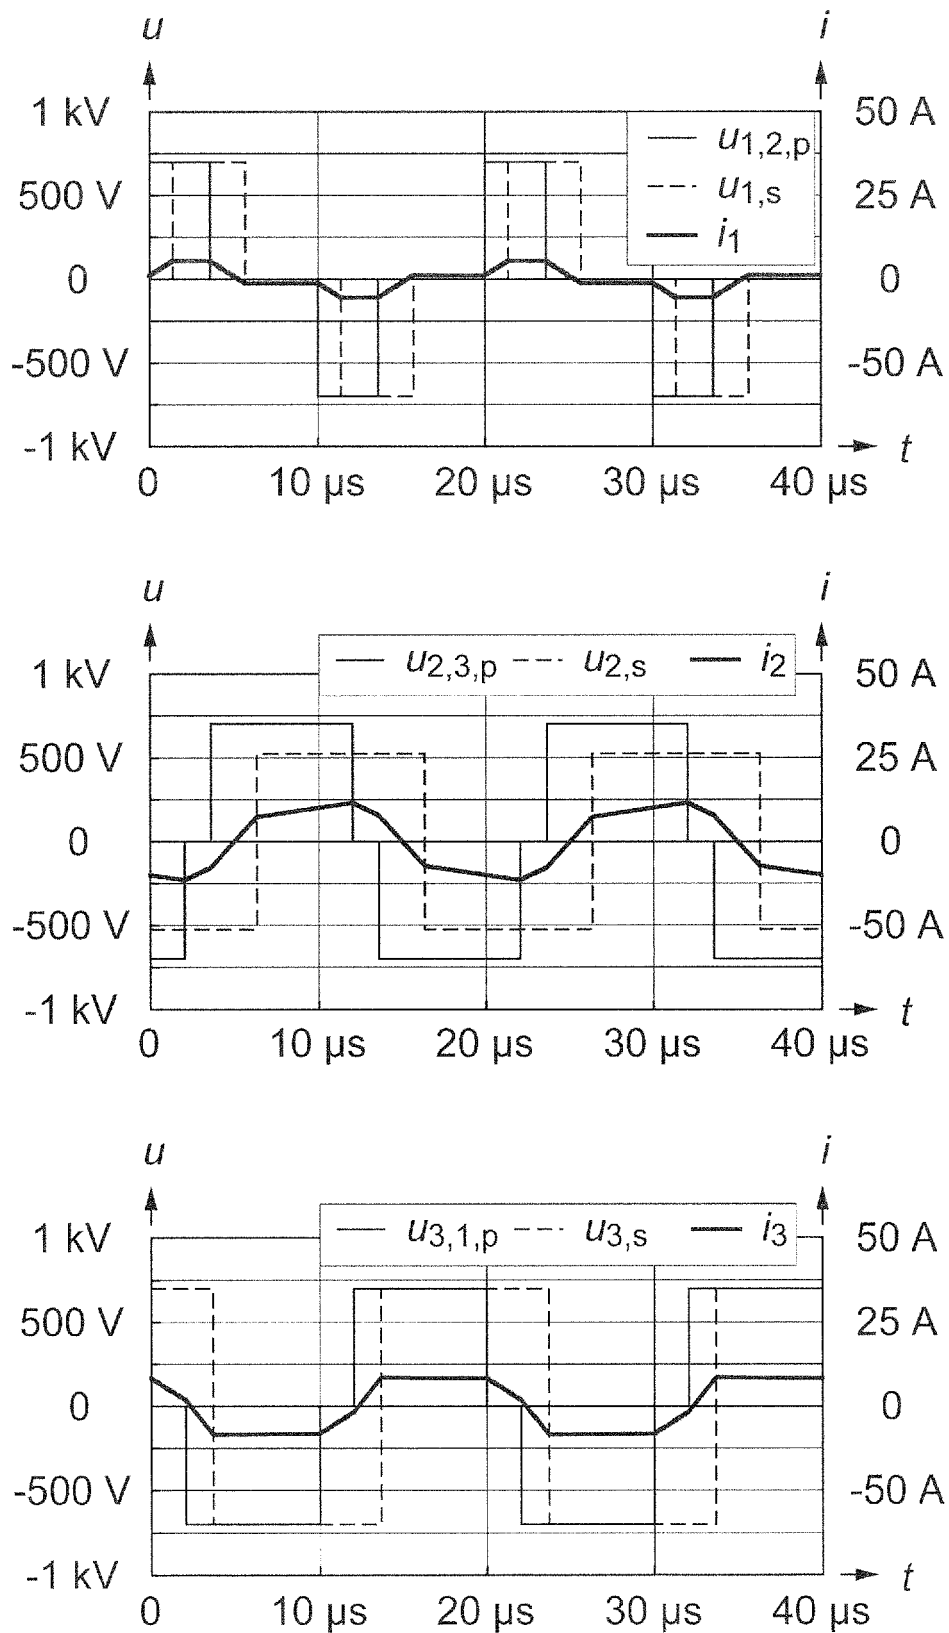 u i
1 kV 50 A
u1,2,p
500 V u1,s 25 A
i1
0 0
-500 V -50 A
-1 kV t
0 10 µs 20 µs 30 µs 40 µs
u i
u2,3,p u2,s i2
1 kV 50 A
500 V 25 A
0 0
-500 V -50 A
-1 kV t
0 10 µs 20 µs 30 µs 40 µs
u i
u3,1,p u3,s i3
1 kV 50 A
500 V 25 A
0 0
-500 V -50 A
-1 kV t
0 10 µs 20 µs 30 µs 40 µs